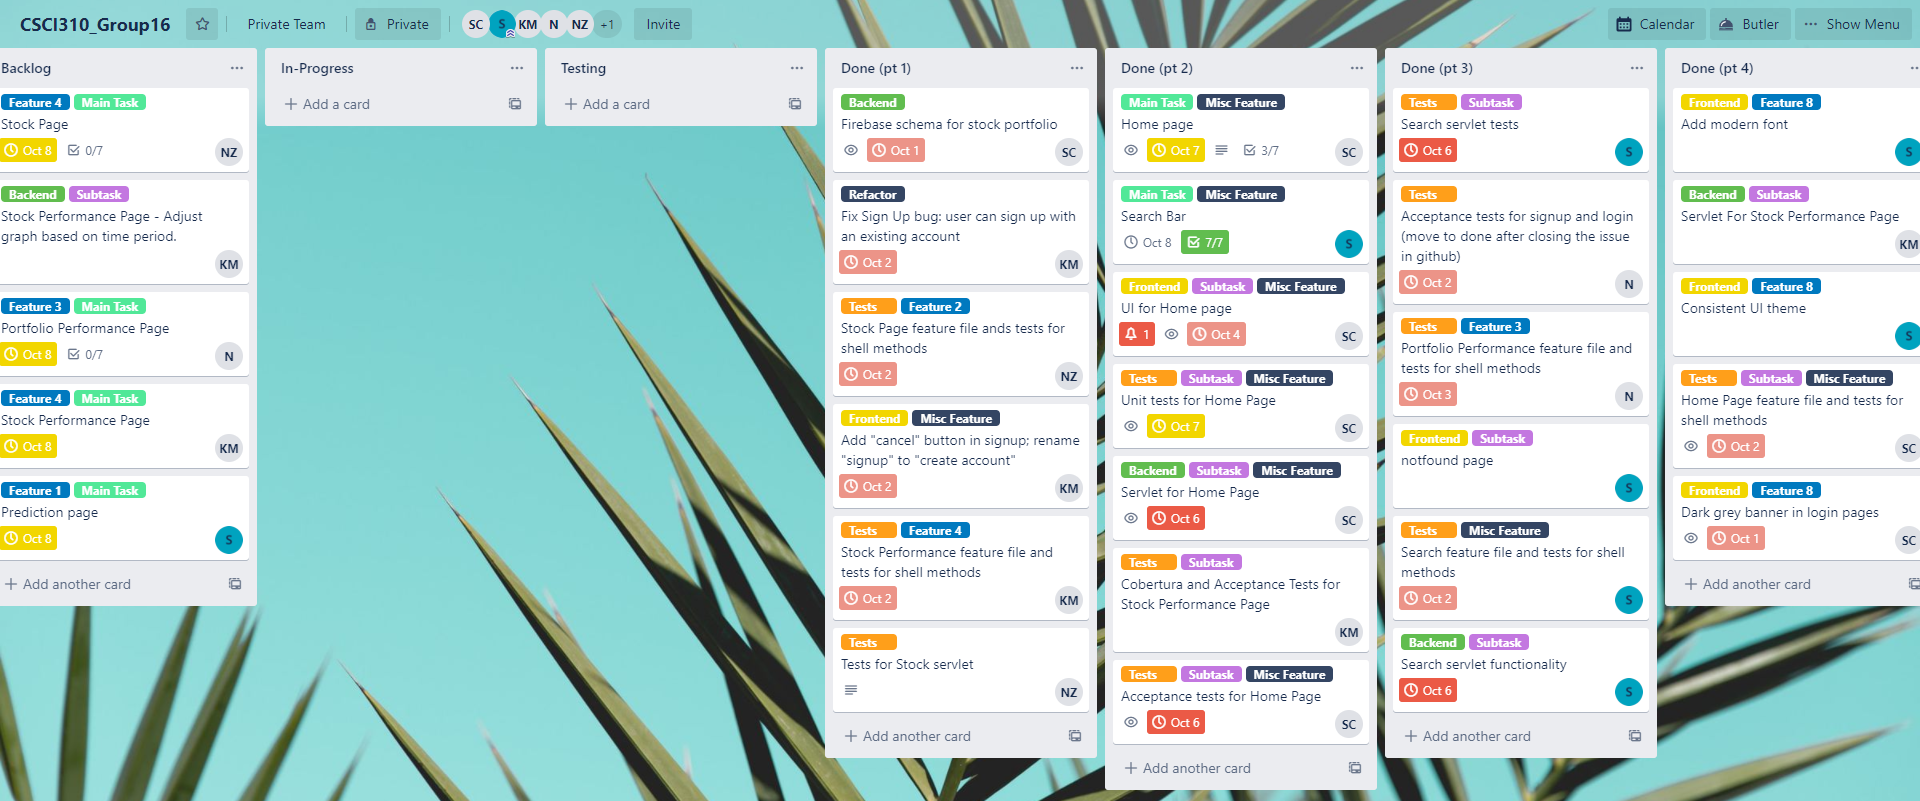 CSCI310_Group16
Private Team
Private
SC S KM N NZ +1
Invite
Calendar
Butler
Show Menu
Backlog
Feature 4 Main Task
Stock Page
Oct 8 0/7
NZ
Backend Subtask
Stock Performance Page - Adjust
graph based on time period.
KM
Feature 3 Main Task
Portfolio Performance Page
Oct 8 0/7
N
Feature 4 Main Task
Stock Performance Page
Oct 8
KM
Feature 1 Main Task
Prediction page
Oct 8
S
+ Add another card
In-Progress
+ Add a card
Testing
+ Add a card
Done (pt 1)
Backend
Firebase schema for stock portfolio
Oct 1
SC
Refactor
Fix Sign Up bug: user can sign up with
an existing account
Oct 2
KM
Tests Feature 2
Stock Page feature file ands tests for
shell methods
Oct 2
NZ
Frontend Misc Feature
Add "cancel" button in signup; rename
"signup" to "create account"
Oct 2
KM
Tests Feature 4
Stock Performance feature file and
tests for shell methods
Oct 2
KM
Tests
Tests for Stock servlet
NZ
+ Add another card
Done (pt 2)
Main Task Misc Feature
Home page
Oct 7 3/7
SC
Main Task Misc Feature
Search Bar
Oct 8 7/7
S
Frontend Subtask Misc Feature
UI for Home page
1 Oct 4
SC
Tests Subtask Misc Feature
Unit tests for Home Page
Oct 7
SC
Backend Subtask Misc Feature
Servlet for Home Page
Oct 6
SC
Tests Subtask
Cobertura and Acceptance Tests for
Stock Performance Page
KM
Tests Subtask Misc Feature
Acceptance tests for Home Page
Oct 6
SC
+ Add another card
Done (pt 3)
Tests Subtask
Search servlet tests
Oct 6
S
Tests
Acceptance tests for signup and login
(move to done after closing the issue
in github)
Oct 2
N
Tests Feature 3
Portfolio Performance feature file and
tests for shell methods
Oct 3
N
Frontend Subtask
notfound page
S
Tests Misc Feature
Search feature file and tests for shell
methods
Oct 2
S
Backend Subtask
Search servlet functionality
Oct 6
S
+ Add another card
Done (pt 4)
Frontend Feature 8
Add modern font
S
Backend Subtask
Servlet For Stock Performance Page
KM
Frontend Feature 8
Consistent UI theme
S
Tests Subtask Misc Feature
Home Page feature file and tests for
shell methods
Oct 2
SC
Frontend Feature 8
Dark grey banner in login pages
Oct 1
SC
+ Add another card